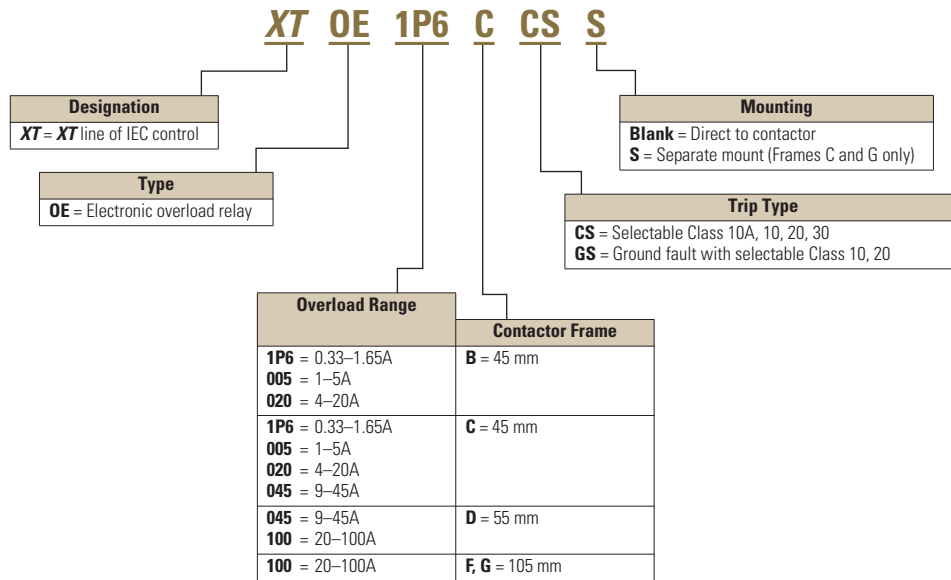 XT OE 1P6 C CS S
Designation
XT = XT line of IEC control
Type
OE = Electronic overload relay
Mounting
Blank = Direct to contactor
S = Separate mount (Frames C and G only)
Trip Type
CS = Selectable Class 10A, 10, 20, 30
GS = Ground fault with selectable Class 10, 20
Overload Range
Contactor Frame
1P6 = 0.33–1.65A B = 45 mm
005 = 1–5A
020 = 4–20A
1P6 = 0.33–1.65A C = 45 mm
005 = 1–5A
020 = 4–20A
045 = 9–45A
045 = 9–45A D = 55 mm
100 = 20–100A
100 = 20–100A F, G = 105 mm